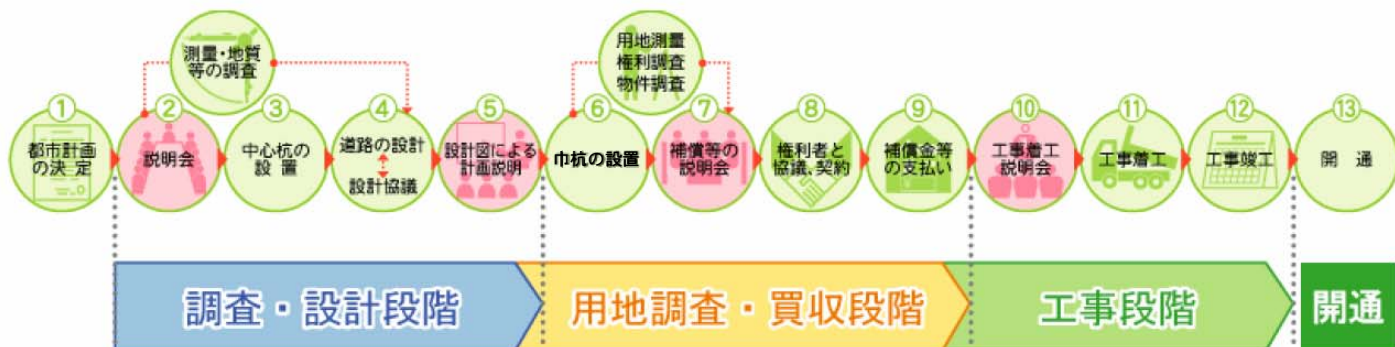 測量・地質
等の調査
用地測量
権利調査
物件調査
①
都市計画
の決定
②
説明会
③
中心杭の
設置
④
道路の設計
設計協議
⑤
設計図による
計画説明
⑥
巾杭の設置
⑦
補償等の
説明会
⑧
権利者と
協議、契約
⑨
補償金等
の支払い
⑩
工事着工
説明会
⑪
工事着工
⑫
工事竣工
⑬
開通
調査・設計段階
用地調査・買収段階
工事段階
開通